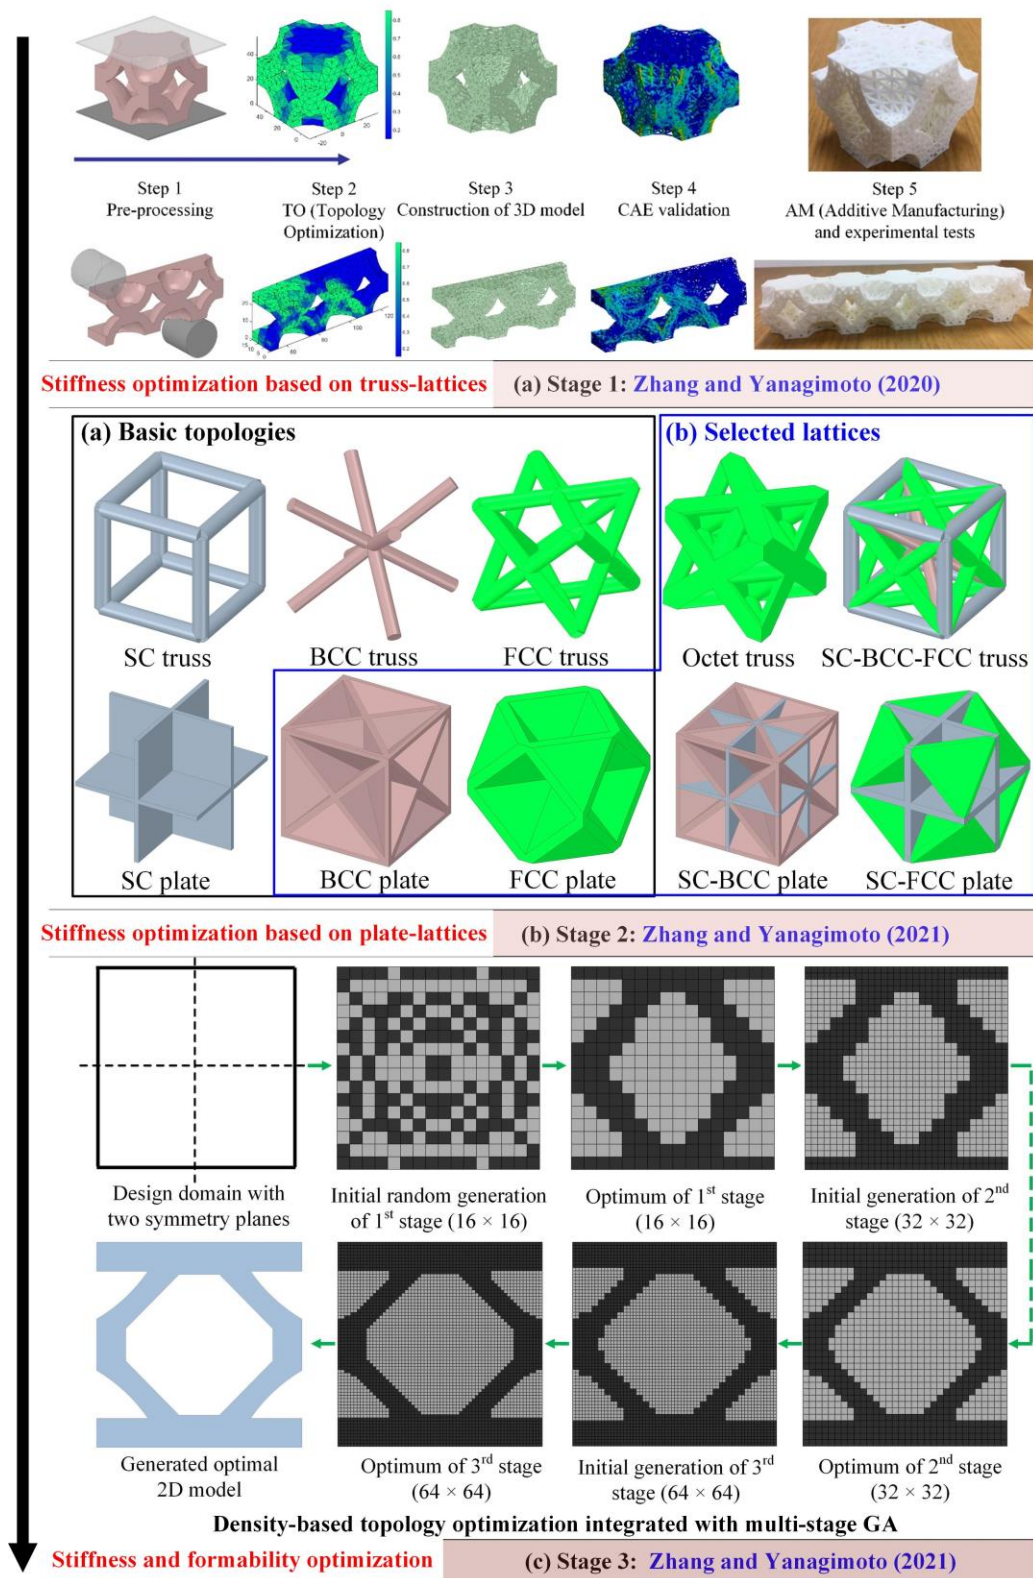 Step 1
Pre-processing
Step 2
TO (Topology
Optimization)
Step 3
Construction of 3D model
Step 4
CAE validation
Step 5
AM (Additive Manufacturing)
and experimental tests
Stiffness optimization based on truss-lattices
(a) Stage 1: Zhang and Yanagimoto (2020)
(a) Basic topologies
(b) Selected lattices
SC truss
BCC truss
FCC truss
Octet truss
SC-BCC-FCC truss
SC plate
BCC plate
FCC plate
SC-BCC plate
SC-FCC plate
Stiffness optimization based on plate-lattices
(b) Stage 2: Zhang and Yanagimoto (2021)
Design domain with
two symmetry planes
Initial random generation
of 1st stage (16 × 16)
Optimum of 1st stage
(16 × 16)
Initial generation of 2nd
stage (32 × 32)
Generated optimal
2D model
Optimum of 3rd stage
(64 × 64)
Initial generation of 3rd
stage (64 × 64)
Optimum of 2nd stage
(32 × 32)
Density-based topology optimization integrated with multi-stage GA
Stiffness and formability optimization
(c) Stage 3: Zhang and Yanagimoto (2021)